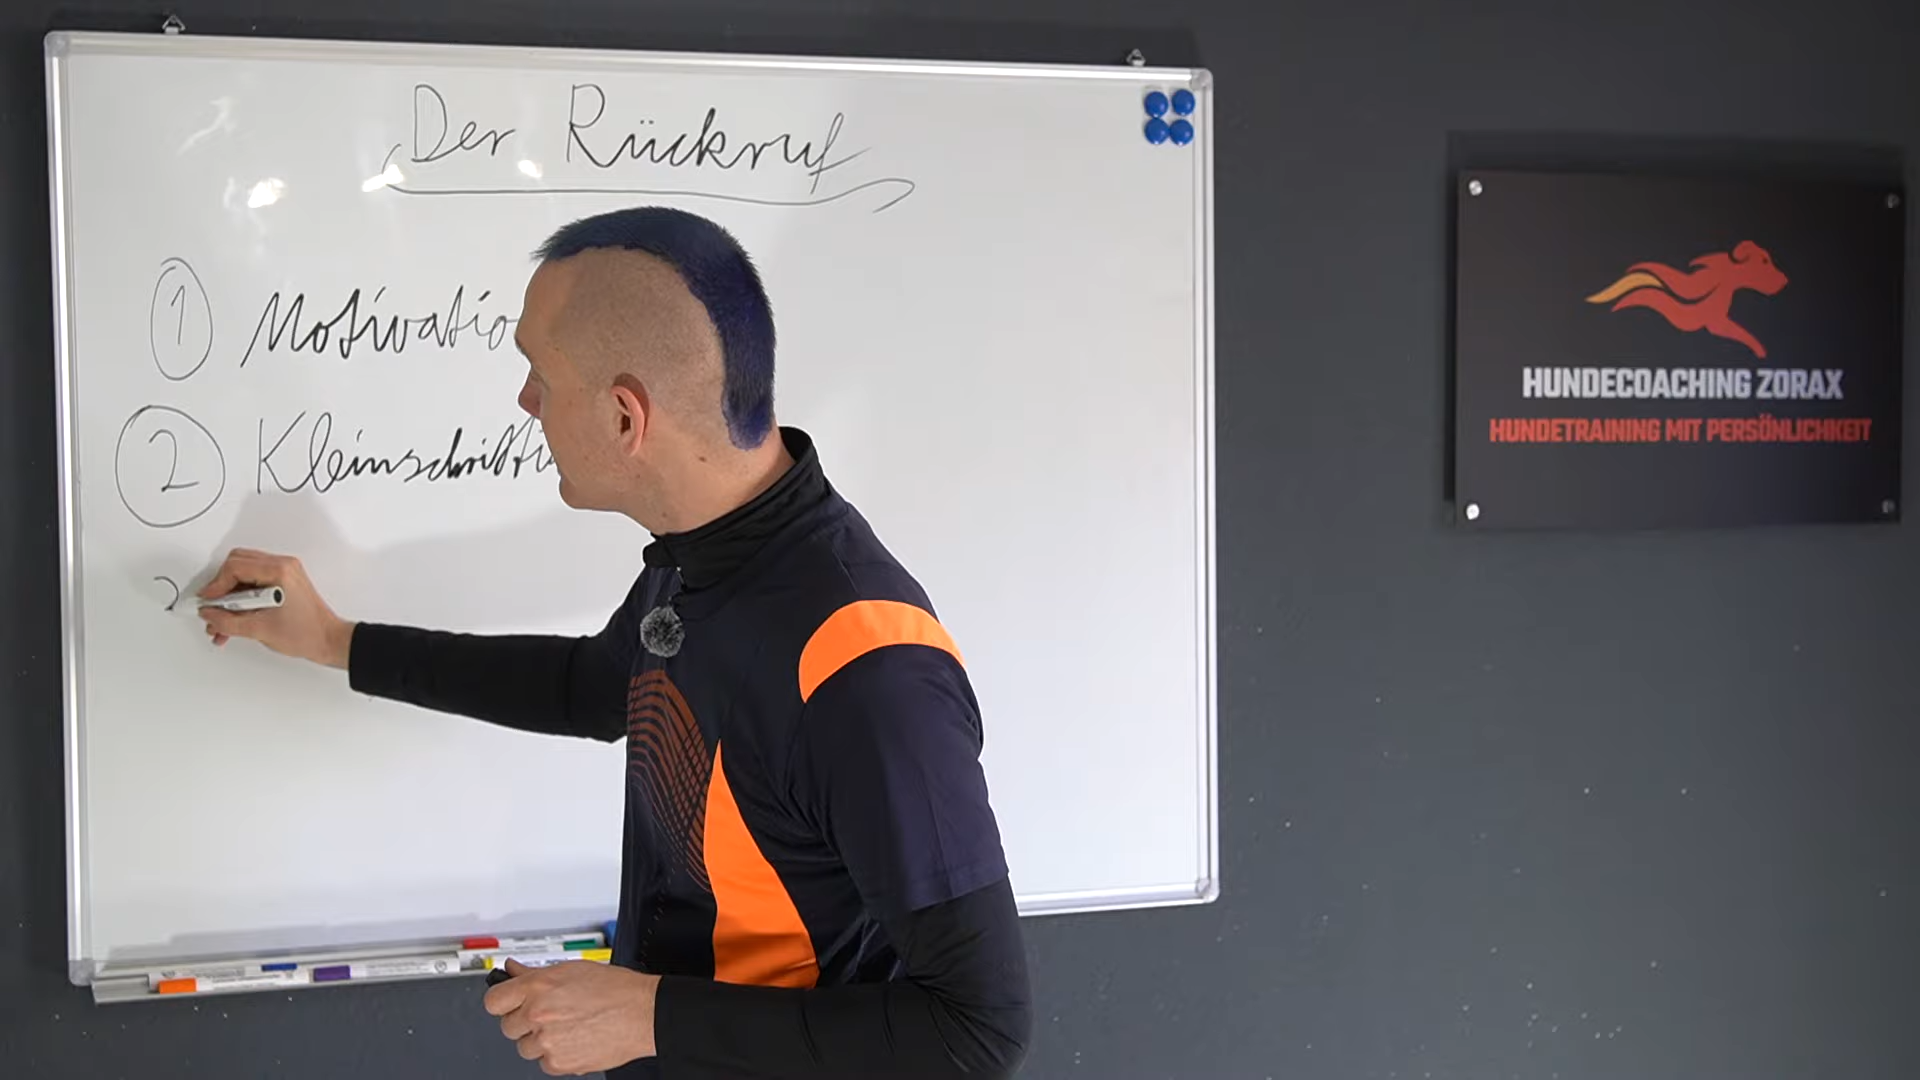 Der Rückruf
① Motivatio
② Kleinschritti
HUNDECOACHING ZORAX
HUNDETRAINING MIT PERSÖNLICHKEIT